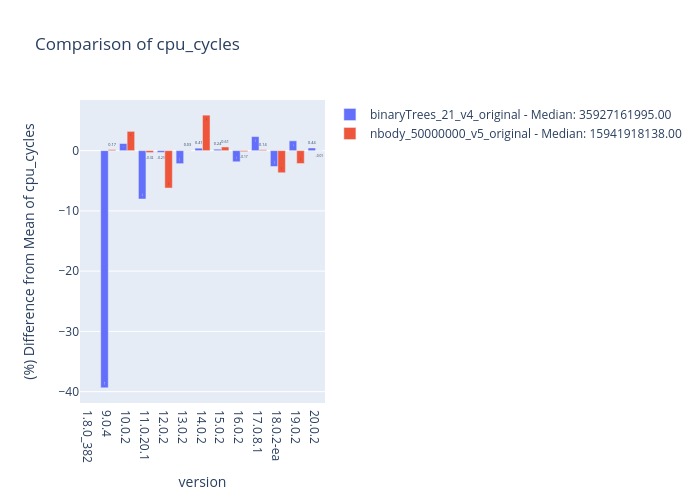 Comparison of cpu_cycles
binaryTrees_21_v4_original - Median: 35927161995.00
nbody_50000000_v5_original - Median: 15941918138.00
(%) Difference from Mean of cpu_cycles
0
−10
−20
−30
−40
1.8.0_382
9.0.4
10.0.2
11.0.20.1
12.0.2
13.0.2
14.0.2
15.0.2
16.0.2
17.0.8.1
18.0.2-ea
19.0.2
20.0.2
version